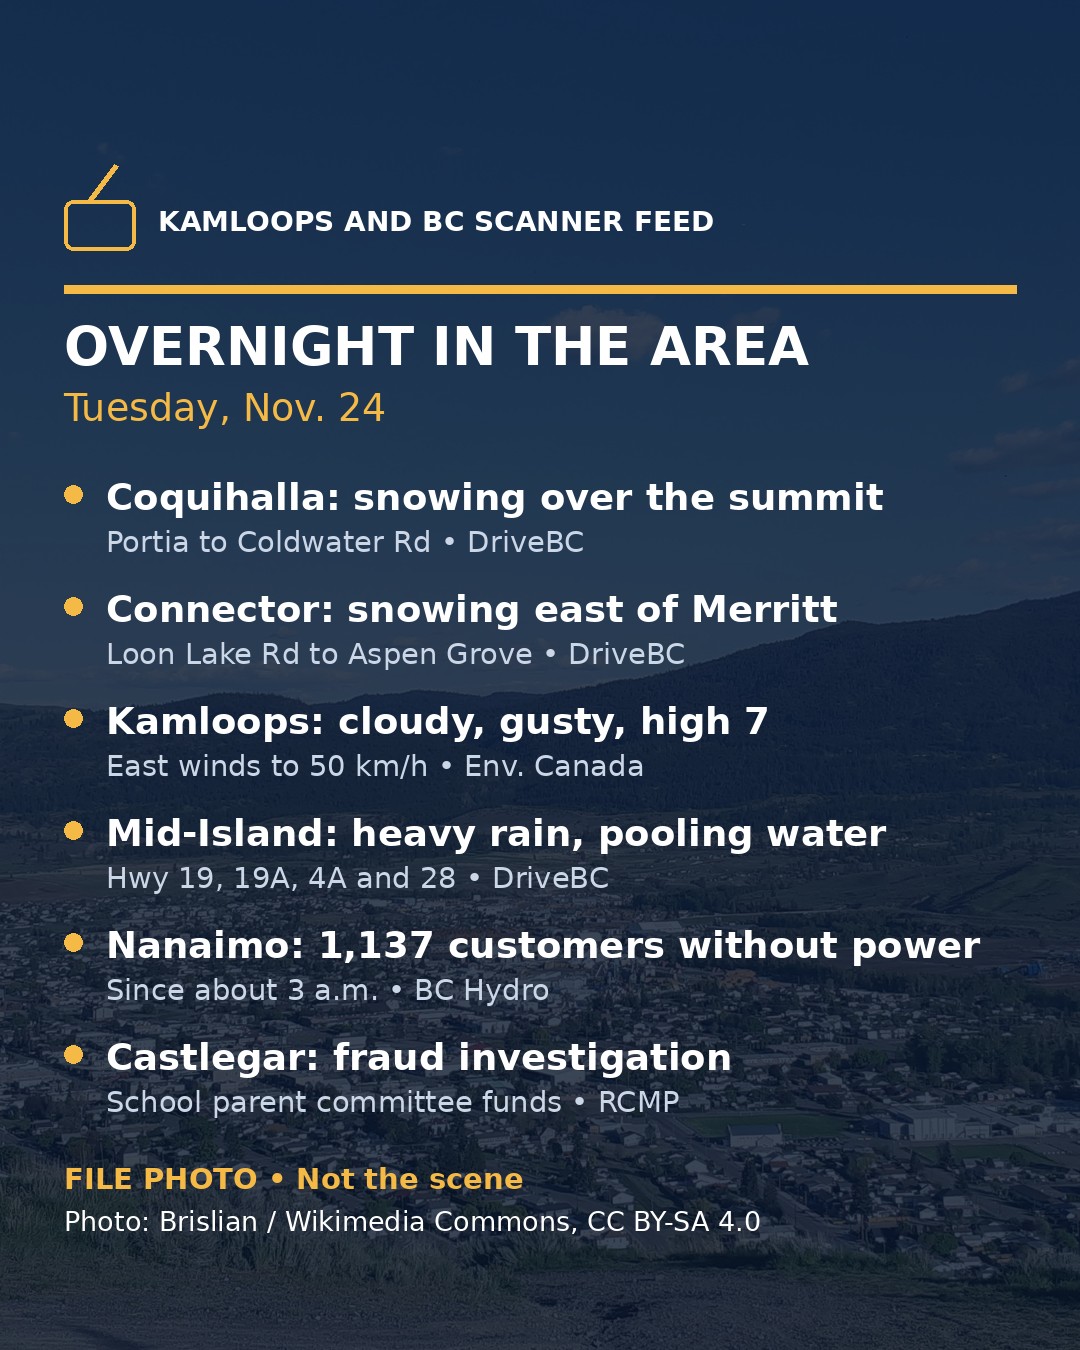 KAMLOOPS AND BC SCANNER FEED
OVERNIGHT IN THE AREA
Tuesday, Nov. 24
Coquihalla: snowing over the summit
Portia to Coldwater Rd • DriveBC
Connector: snowing east of Merritt
Loon Lake Rd to Aspen Grove • DriveBC
Kamloops: cloudy, gusty, high 7
East winds to 50 km/h • Env. Canada
Mid-Island: heavy rain, pooling water
Hwy 19, 19A, 4A and 28 • DriveBC
Nanaimo: 1,137 customers without power
Since about 3 a.m. • BC Hydro
Castlegar: fraud investigation
School parent committee funds • RCMP
FILE PHOTO • Not the scene
Photo: Brislian / Wikimedia Commons, CC BY-SA 4.0